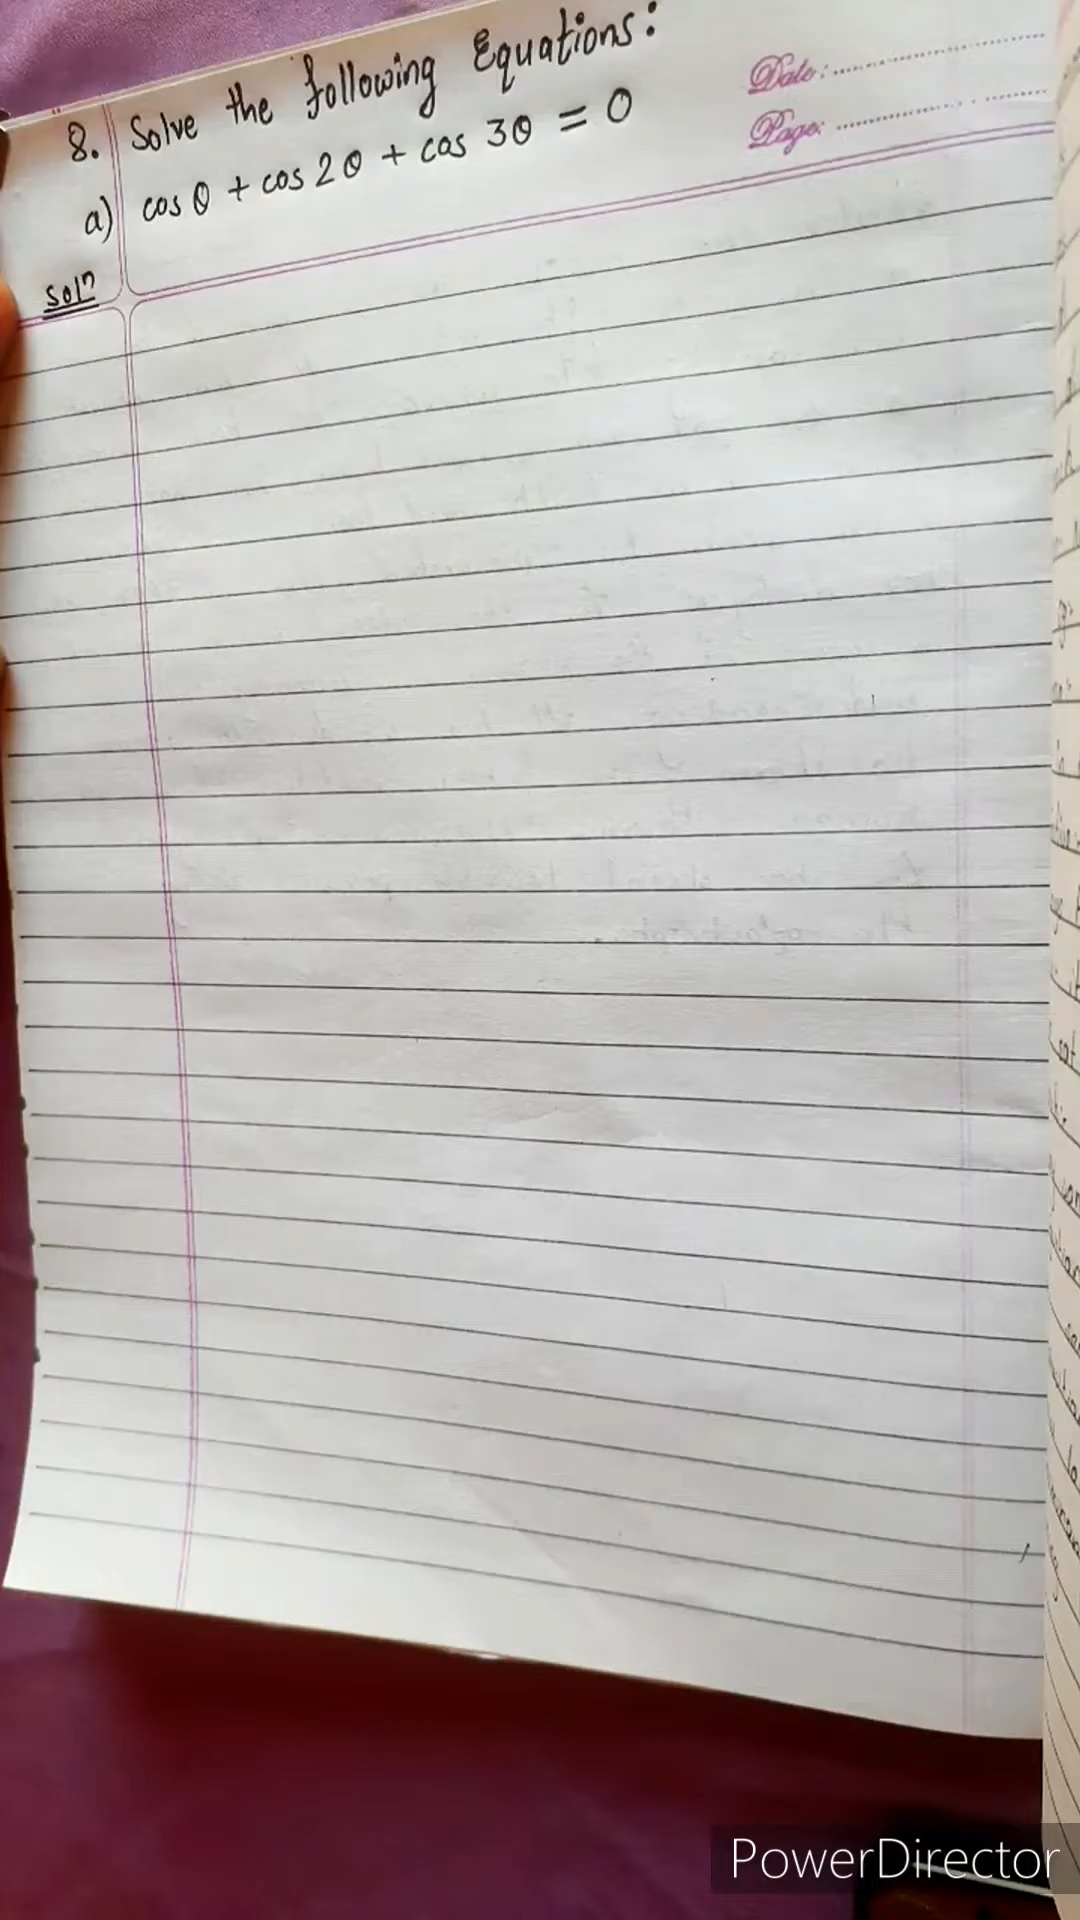 8. Solve the following Equations:
a) cos θ + cos 2θ + cos 3θ = 0
Date:
Page:
Solⁿ
PowerDirector